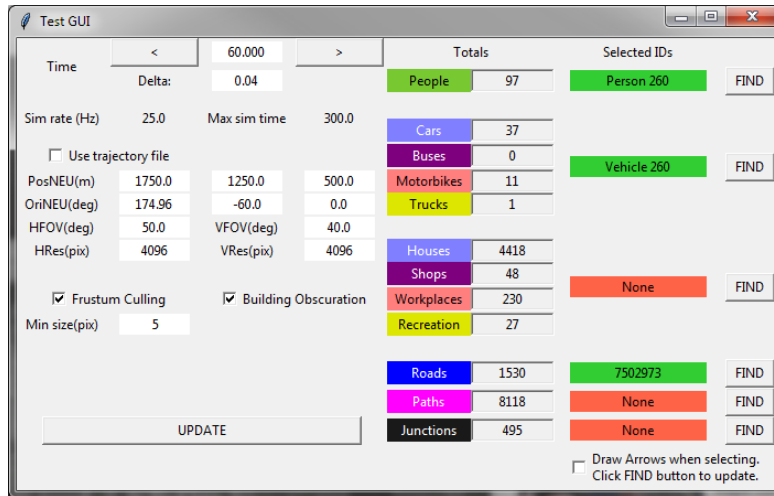 Test GUI
Time < 60.000 > Totals Selected IDs
Delta: 0.04 People 97 Person 260 FIND
Sim rate (Hz) 25.0 Max sim time 300.0
Cars 37
Use trajectory file Buses 0 Vehicle 260 FIND
PosNEU(m) 1750.0 1250.0 500.0 Motorbikes 11
OriNEU(deg) 174.96 -60.0 0.0 Trucks 1
HFOV(deg) 50.0 VFOV(deg) 40.0
HRes(pix) 4096 VRes(pix) 4096 Houses 4418
Shops 48 None FIND
Frustum Culling Building Obscuration Workplaces 230
Min size(pix) 5 Recreation 27
Roads 1530 7502973 FIND
Paths 8118 None FIND
UPDATE Junctions 495 None FIND
Draw Arrows when selecting.
Click FIND button to update.